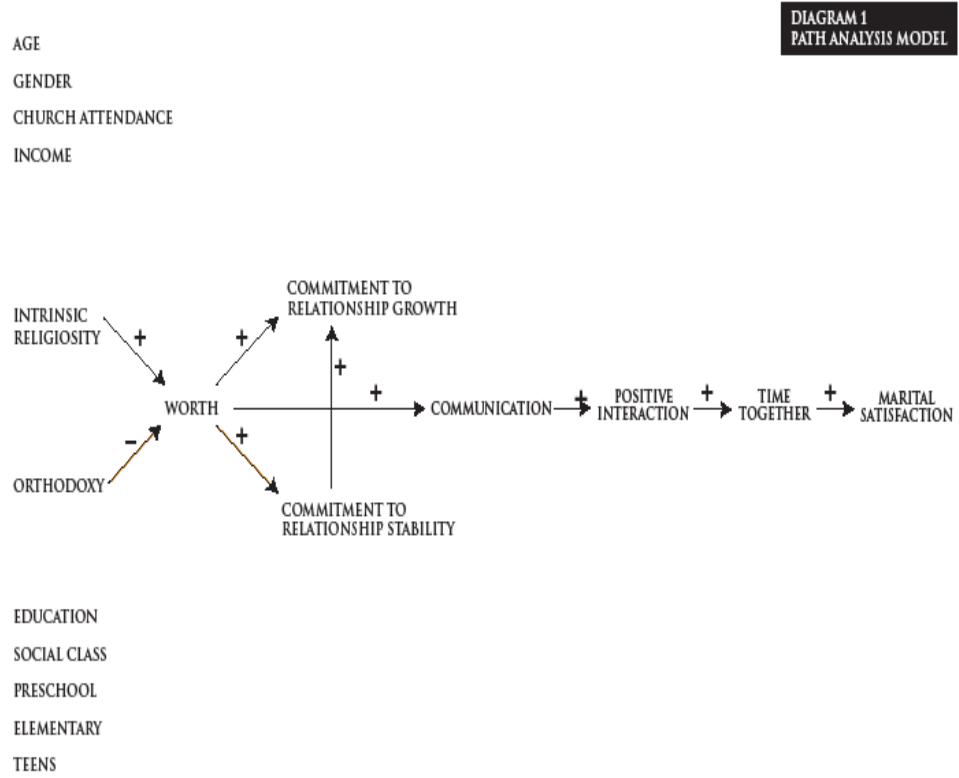 DIAGRAM 1
PATH ANALYSIS MODEL
AGE
GENDER
CHURCH ATTENDANCE
INCOME
COMMITMENT TO
RELATIONSHIP GROWTH
INTRINSIC
RELIGIOSITY
+
+
+
+
WORTH
COMMUNICATION
+
POSITIVE
INTERACTION
+
TIME
TOGETHER
+
MARITAL
SATISFACTION
-
+
ORTHODOXY
COMMITMENT TO
RELATIONSHIP STABILITY
EDUCATION
SOCIAL CLASS
PRESCHOOL
ELEMENTARY
TEENS